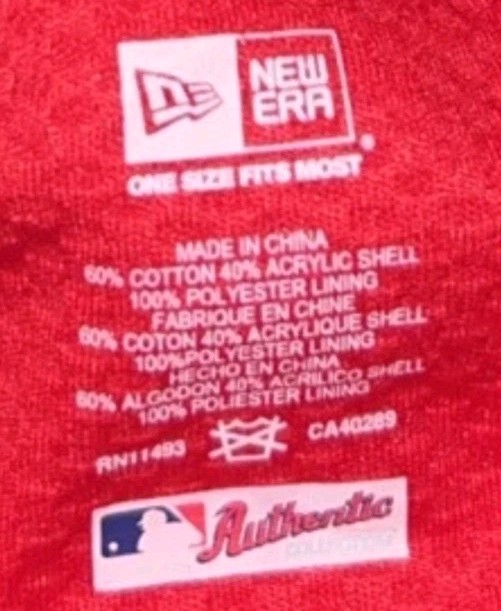 NEW
ERA
®
ONE SIZE FITS MOST
MADE IN CHINA
60% COTTON 40% ACRYLIC SHELL
100% POLYESTER LINING
FABRIQUE EN CHINE
60% COTON 40% ACRYLIQUE SHELL
100%POLYESTER LINING
HECHO EN CHINA
60% ALGODON 40% ACRILICO SHELL
100% POLIESTER LINING
RN11493 CA40289
Authentic
COLLECTION